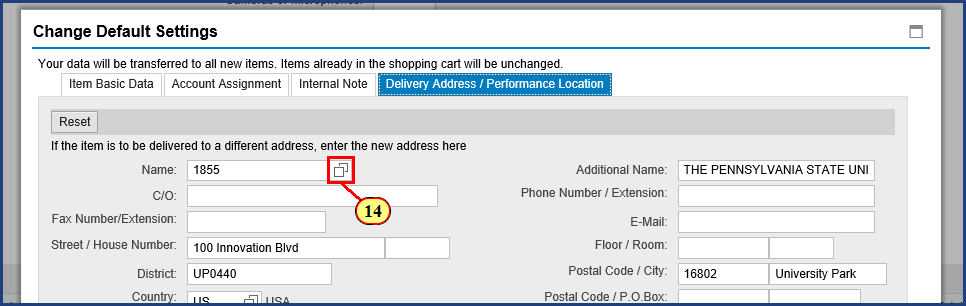 Cameras or Microphones.
Change Default Settings
Your data will be transferred to all new items. Items already in the shopping cart will be unchanged.
Item Basic Data Account Assignment Internal Note Delivery Address / Performance Location
Reset
If the item is to be delivered to a different address, enter the new address here
Name: 1855 Additional Name: THE PENNSYLVANIA STATE UNI
C/O: Phone Number / Extension:
14
Fax Number/Extension: E-Mail:
Street / House Number: 100 Innovation Blvd Floor / Room:
District: UP0440 Postal Code / City: 16802 University Park
Country: US USA Postal Code / P.O.Box: